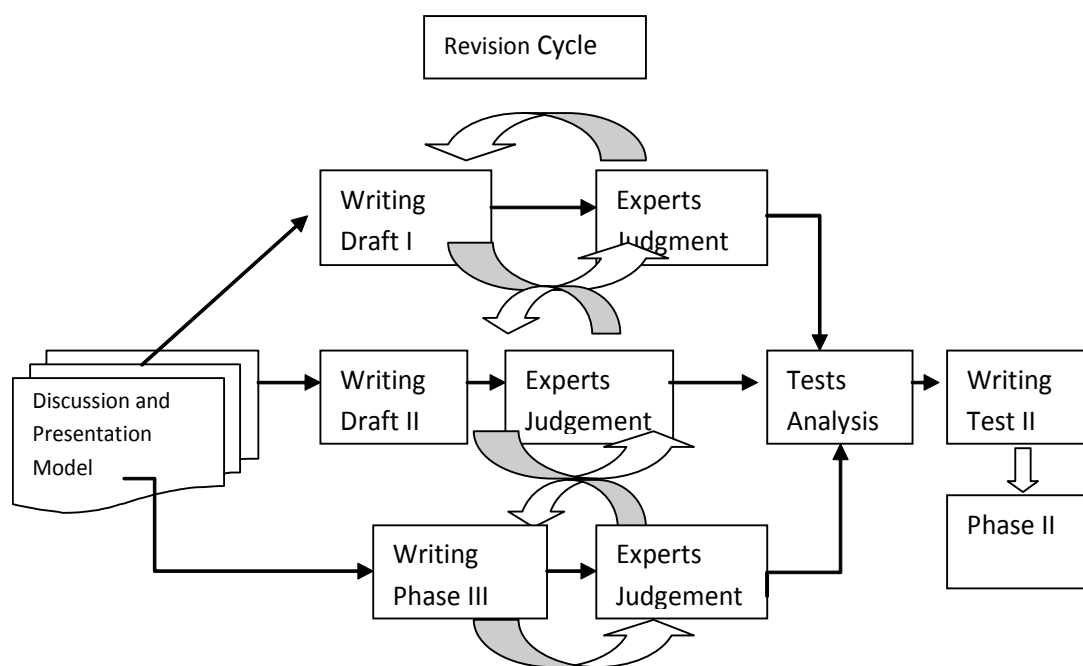 Revision Cycle
Writing
Draft I
Experts
Judgment
Discussion and
Presentation
Model
Writing
Draft II
Experts
Judgement
Tests
Analysis
Writing
Test II
Phase II
Writing
Phase III
Experts
Judgement